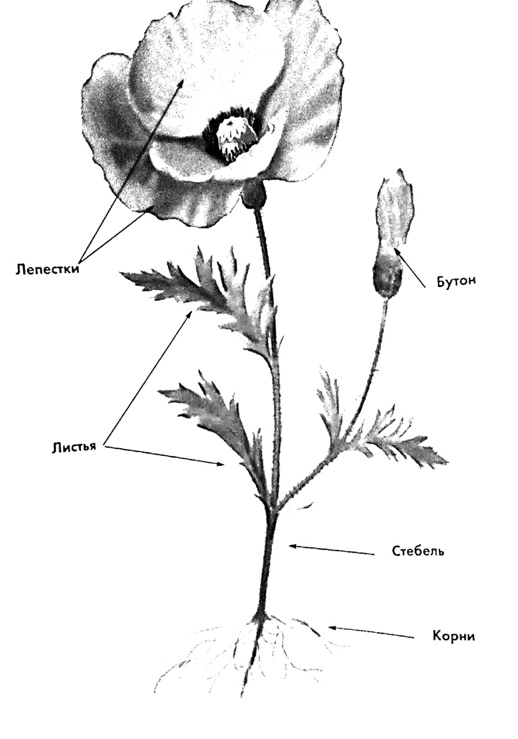 Лепестки
Бутон
Листья
Стебель
Корни